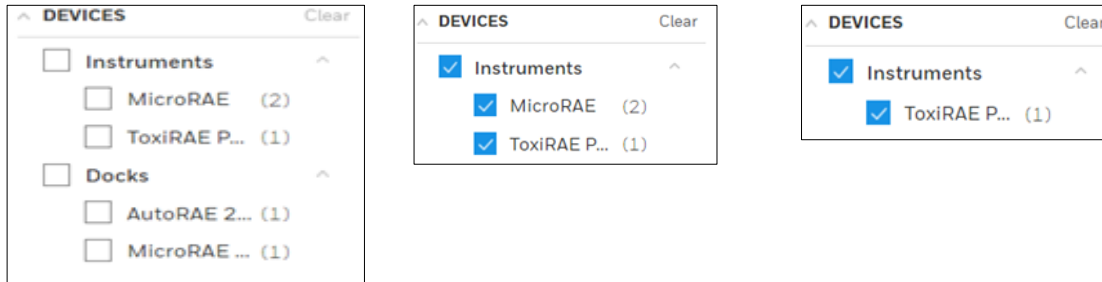 DEVICES Clear
Instruments
MicroRAE (2)
ToxiRAE P... (1)
Docks
AutoRAE 2... (1)
MicroRAE ... (1)
DEVICES Clear
Instruments
MicroRAE (2)
ToxiRAE P... (1)
DEVICES Clear
Instruments
ToxiRAE P... (1)